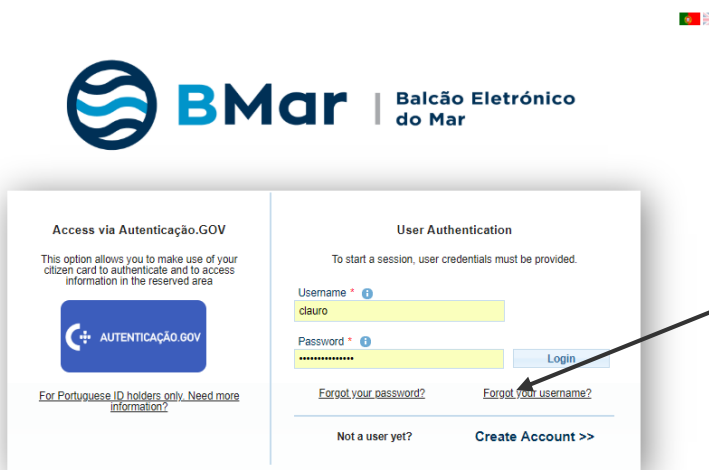 BMar
Balcão Eletrónico
do Mar
Access via Autenticação.GOV
This option allows you to make use of your
citizen card to authenticate and to access
information in the reserved area
AUTENTICAÇÃO.GOV
For Portuguese ID holders only. Need more
information?
User Authentication
To start a session, user credentials must be provided.
Username *
clauro
Password *
Login
Forgot your password?
Forgot your username?
Not a user yet?
Create Account >>